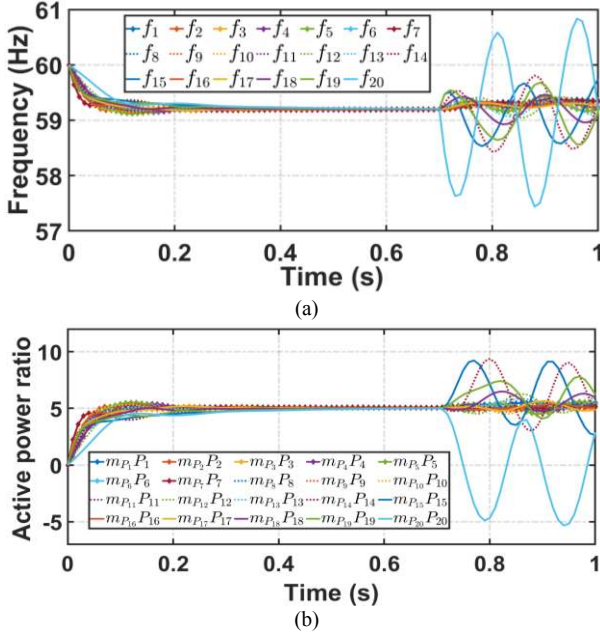 61
60
59
58
57
Frequency (Hz)
f1 f2 f3 f4 f5 f6 f7
f8 f9 f10 f11 f12 f13 f14
f15 f16 f17 f18 f19 f20
0 0.2 0.4 0.6 0.8 1
Time (s)
(a)
10
5
0
-5
Active power ratio
mP1P1 mP2P2 mP3P3 mP4P4 mP5P5
mP6P6 mP7P7 mP8P8 mP9P9 mP10P10
mP11P11 mP12P12 mP13P13 mP14P14 mP15P15
mP16P16 mP17P17 mP18P18 mP19P19 mP20P20
0 0.2 0.4 0.6 0.8 1
Time (s)
(b)